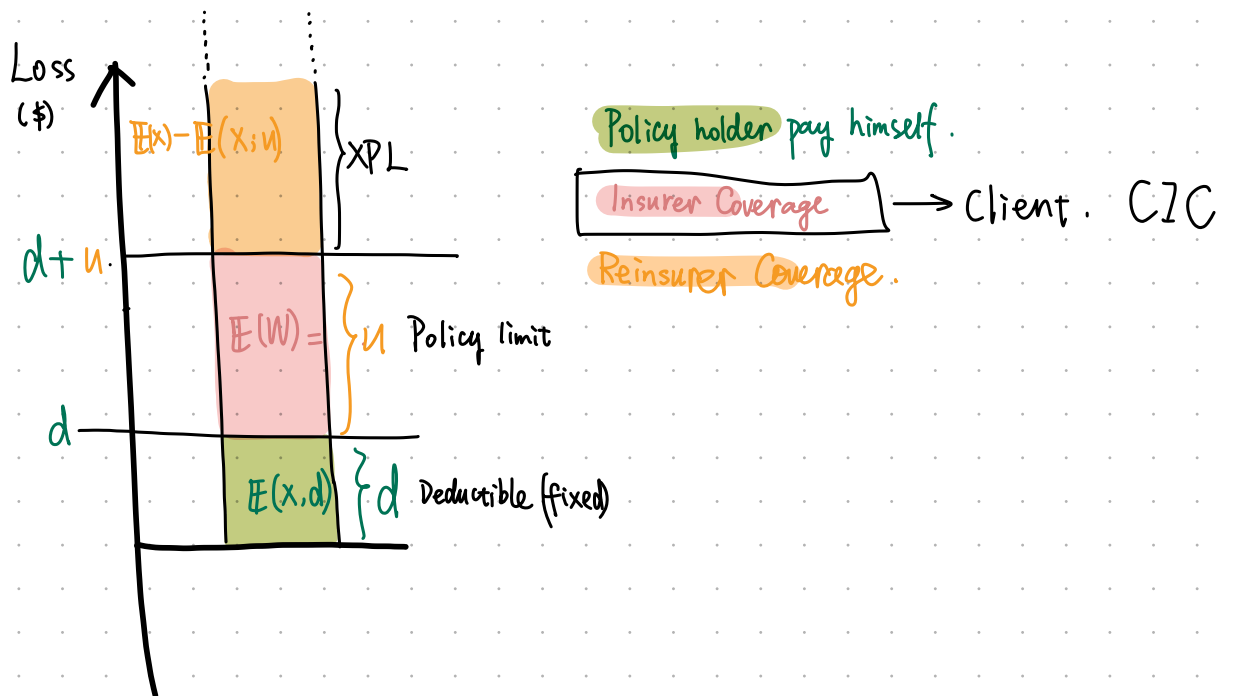 Loss
($)
𝔼(x) - 𝔼(x;u)
} XPL
d+u.
𝔼(W) =
} u Policy limit
d
𝔼(x,d)
} d Deductible (fixed)
Policy holder pay himself.
Insurer Coverage → Client. CIC
Reinsurer Coverage.